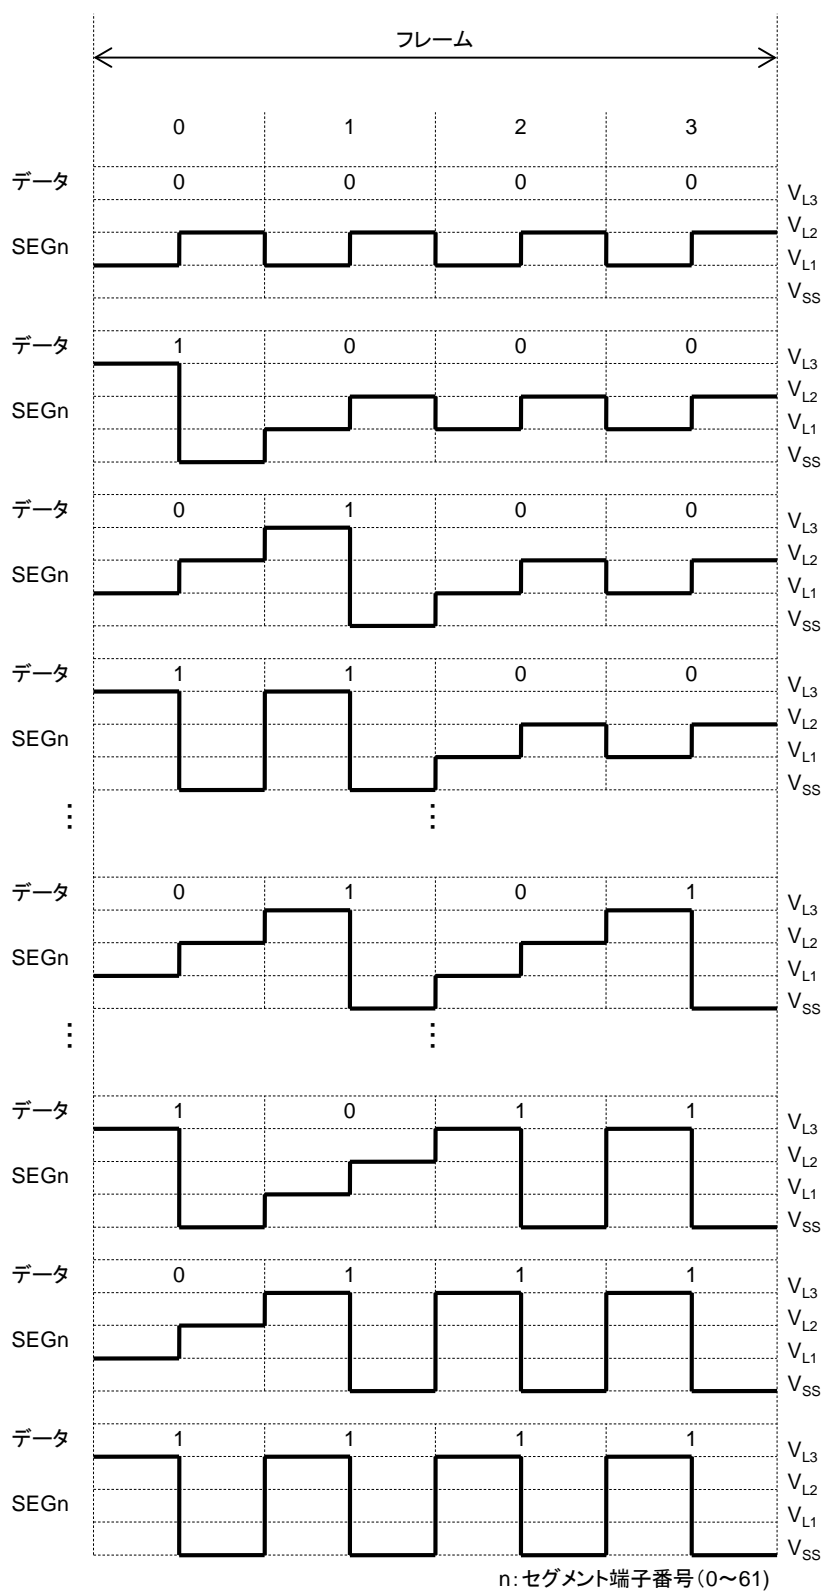 フレーム
0 1 2 3
データ 0 0 0 0
VL3
VL2
SEGn
VL1
VSS
データ 1 0 0 0
VL3
VL2
SEGn
VL1
VSS
データ 0 1 0 0
VL3
VL2
SEGn
VL1
VSS
データ 1 1 0 0
VL3
VL2
SEGn
VL1
VSS
⋮ ⋮
データ 0 1 0 1
VL3
VL2
SEGn
VL1
VSS
⋮ ⋮
データ 1 0 1 1
VL3
VL2
SEGn
VL1
VSS
データ 0 1 1 1
VL3
VL2
SEGn
VL1
VSS
データ 1 1 1 1
VL3
VL2
SEGn
VL1
VSS
n:セグメント端子番号(0~61)